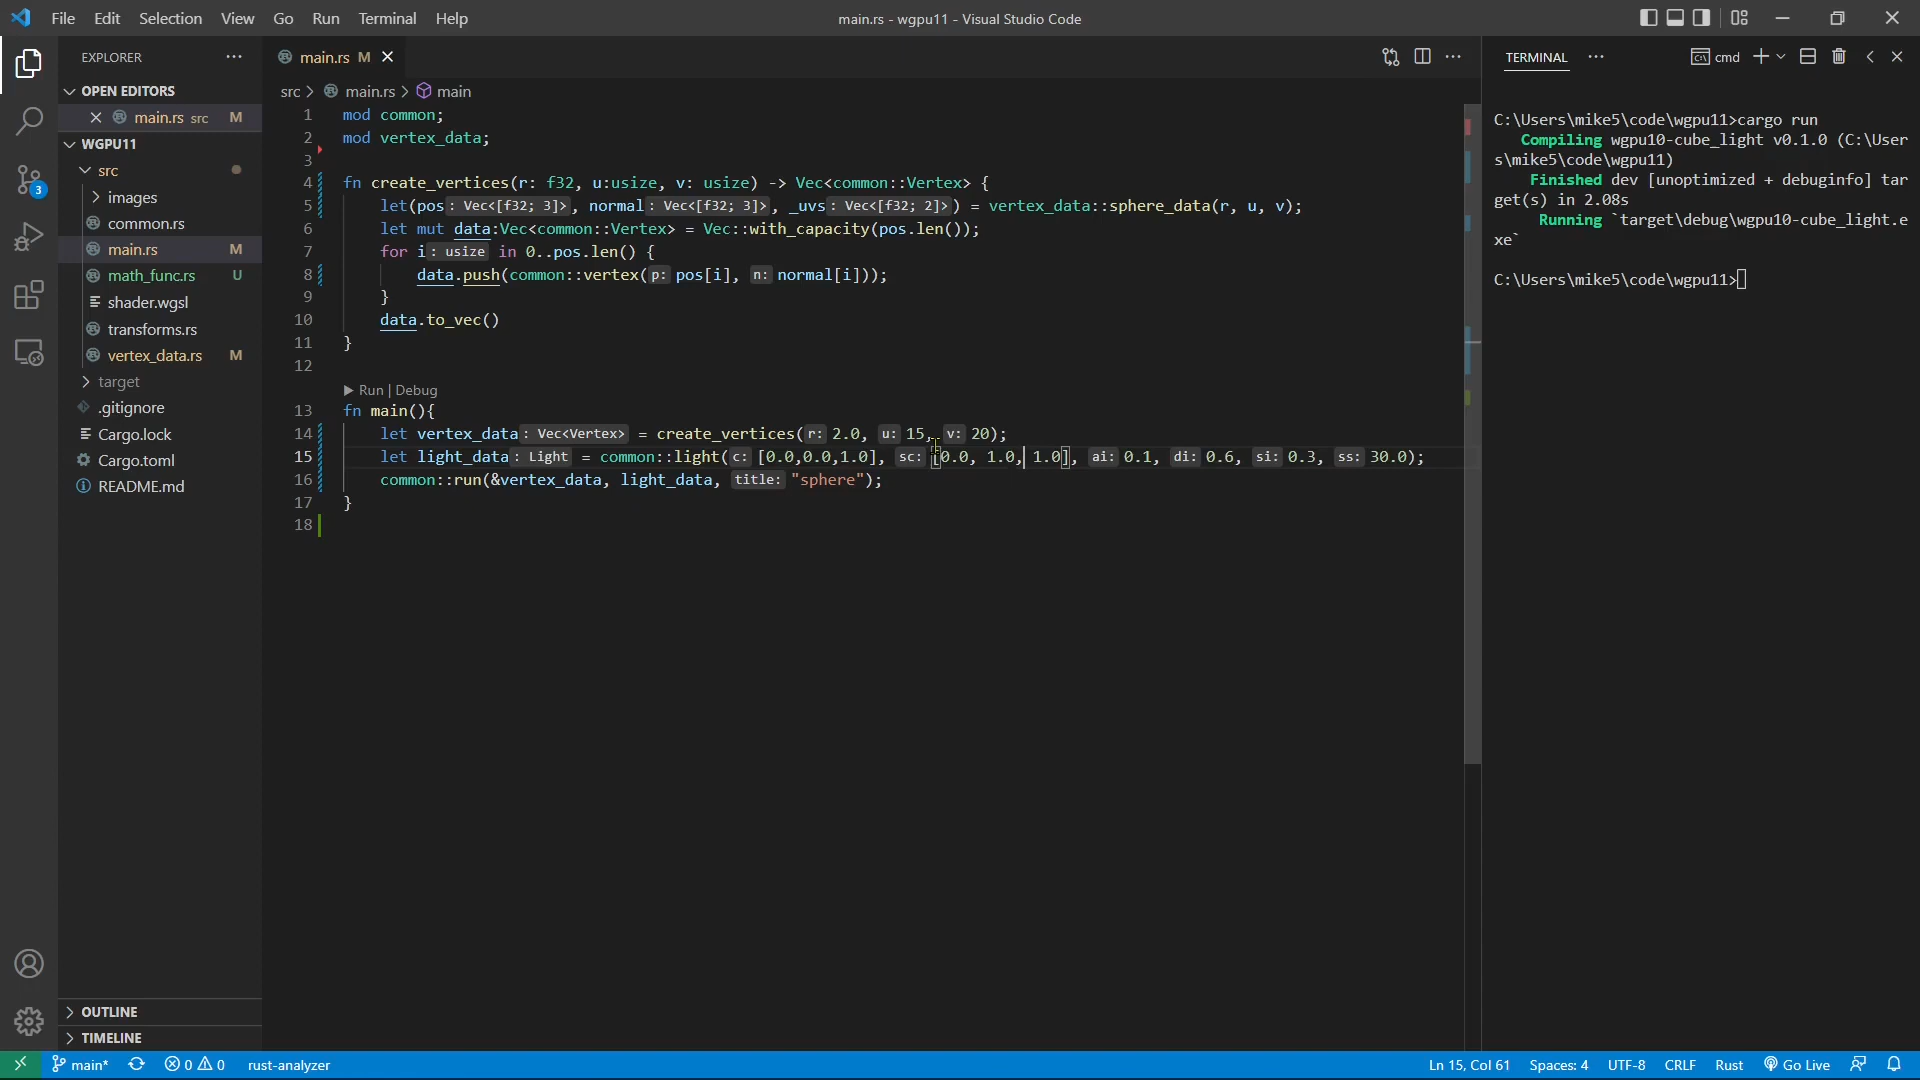 File Edit Selection View Go Run Terminal Help
main.rs - wgpu11 - Visual Studio Code
EXPLORER
OPEN EDITORS
main.rs src M
WGPU11
src
images
common.rs
main.rs M
math_func.rs U
shader.wgsl
transforms.rs
vertex_data.rs M
target
.gitignore
Cargo.lock
Cargo.toml
README.md
OUTLINE
TIMELINE
3
main.rs M
src > main.rs > main
1 mod common;
2 mod vertex_data;
3
4 fn create_vertices(r: f32, u:usize, v: usize) -> Vec<common::Vertex> {
5 let(pos: Vec<[f32; 3]>, normal: Vec<[f32; 3]>, _uvs: Vec<[f32; 2]>) = vertex_data::sphere_data(r, u, v);
6 let mut data:Vec<common::Vertex> = Vec::with_capacity(pos.len());
7 for i: usize in 0..pos.len() {
8 data.push(common::vertex(p: pos[i], n: normal[i]));
9 }
10 data.to_vec()
11 }
12
Run | Debug
13 fn main(){
14 let vertex_data: Vec<Vertex> = create_vertices(r: 2.0, u: 15, v: 20);
15 let light_data: Light = common::light(c: [0.0,0.0,1.0], sc: [0.0, 1.0, 1.0], ai: 0.1, di: 0.6, si: 0.3, ss: 30.0);
16 common::run(&vertex_data, light_data, title: "sphere");
17 }
18
TERMINAL
cmd
C:\Users\mike5\code\wgpu11>cargo run
Compiling wgpu10-cube_light v0.1.0 (C:\User
s\mike5\code\wgpu11)
Finished dev [unoptimized + debuginfo] tar
get(s) in 2.08s
Running `target\debug\wgpu10-cube_light.e
xe`
C:\Users\mike5\code\wgpu11>
main* 0 0 rust-analyzer
Ln 15, Col 61 Spaces: 4 UTF-8 CRLF Rust Go Live